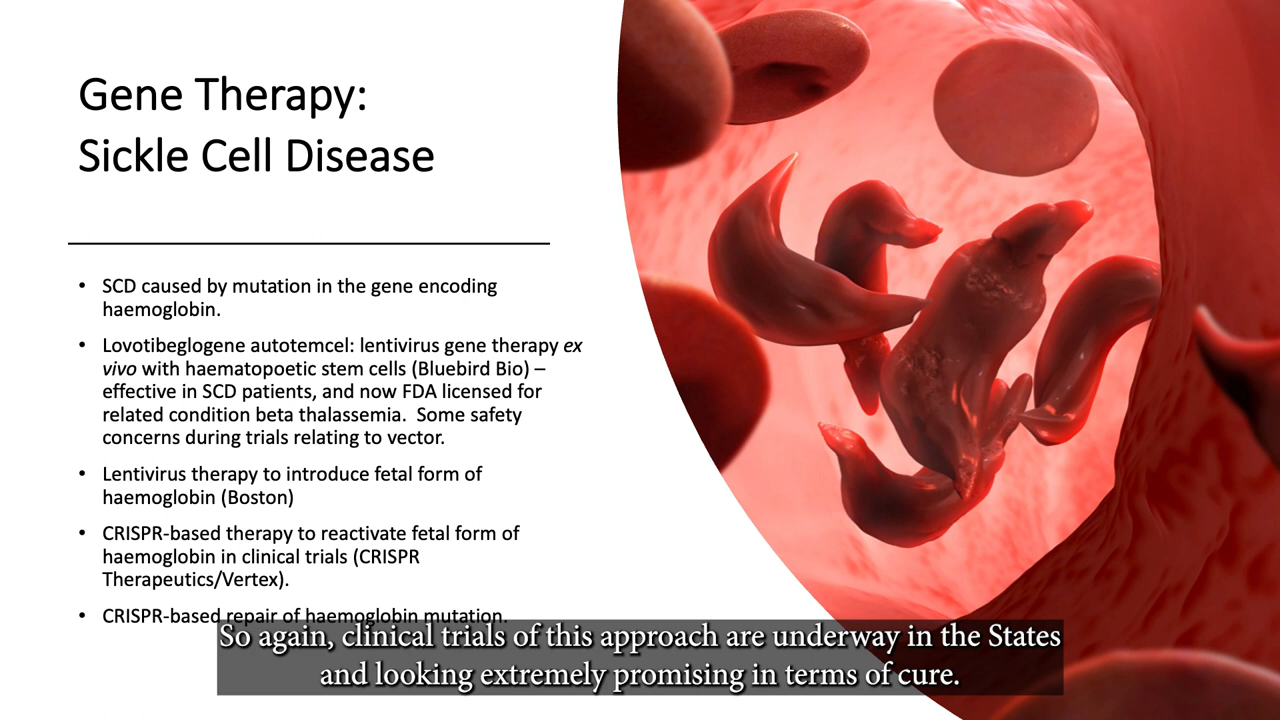 Gene Therapy:
Sickle Cell Disease
• SCD caused by mutation in the gene encoding
haemoglobin.
• Lovotibeglogene autotemcel: lentivirus gene therapy ex
vivo with haematopoetic stem cells (Bluebird Bio) –
effective in SCD patients, and now FDA licensed for
related condition beta thalassemia.  Some safety
concerns during trials relating to vector.
• Lentivirus therapy to introduce fetal form of
haemoglobin (Boston)
• CRISPR-based therapy to reactivate fetal form of
haemoglobin in clinical trials (CRISPR
Therapeutics/Vertex).
• CRISPR-based repair of haemoglobin mutation.
So again, clinical trials of this approach are underway in the States
and looking extremely promising in terms of cure.